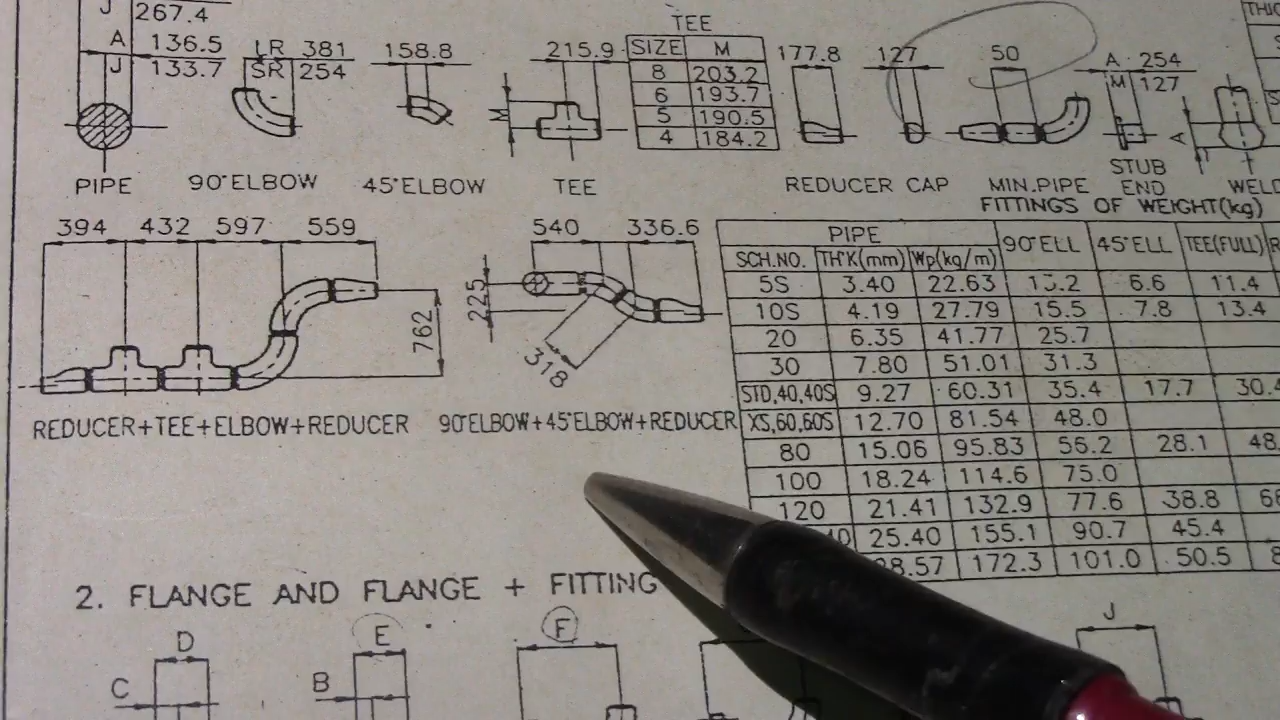 J 267.4
A 136.5
J 133.7
LR 381
SR 254
158.8
215.9
M
TEE
SIZE M
8 203.2
6 193.7
5 190.5
4 184.2
177.8
127
50
A 254
M 127
A
PIPE 90°ELBOW 45°ELBOW TEE REDUCER CAP MIN.PIPE STUB END
FITTINGS OF WEIGHT(kg)
394 432 597 559
762
540 336.6
225
318
REDUCER+TEE+ELBOW+REDUCER 90°ELBOW+45°ELBOW+REDUCER
PIPE 90°ELL 45°ELL TEE(FULL)
SCH.NO. TH'K(mm) Wp(kg/m)
5S 3.40 22.63 13.2 6.6 11.4
10S 4.19 27.79 15.5 7.8 13.4
20 6.35 41.77 25.7
30 7.80 51.01 31.3
STD,40,40S 9.27 60.31 35.4 17.7 30.
XS,60,60S 12.70 81.54 48.0
80 15.06 95.83 56.2 28.1 48
100 18.24 114.6 75.0
120 21.41 132.9 77.6 38.8
25.40 155.1 90.7 45.4
28.57 172.3 101.0 50.5
2. FLANGE AND FLANGE + FITTING
D E F J
C B